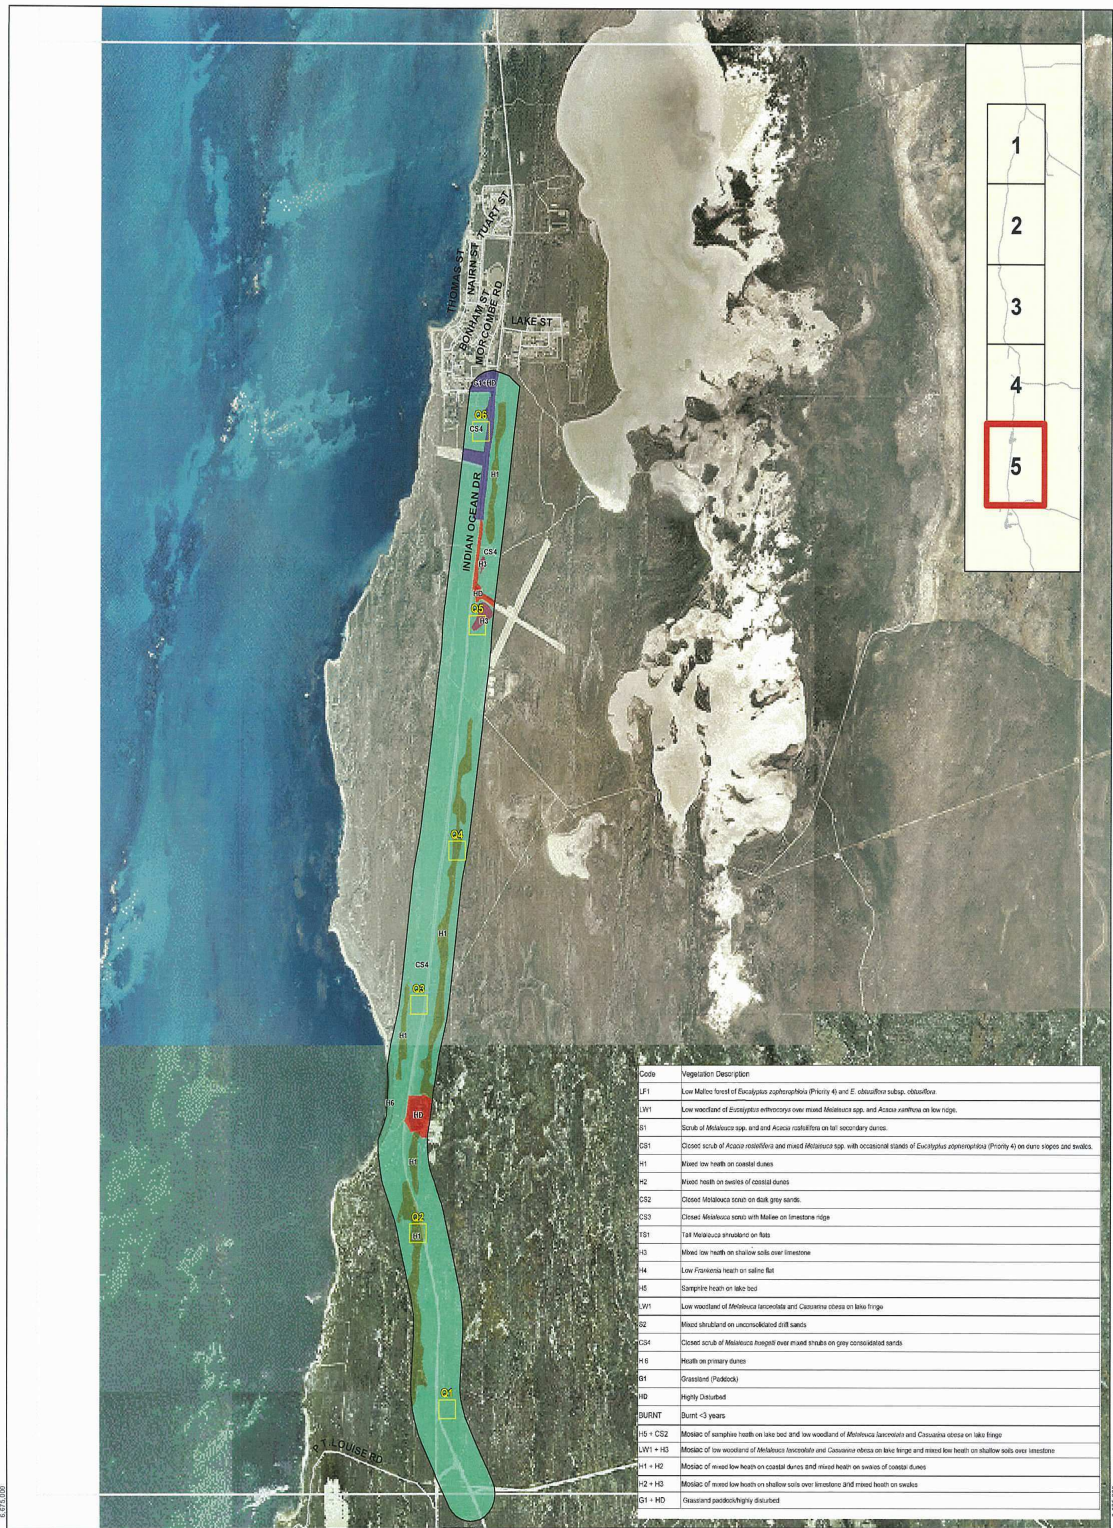 1
2
3
4
5
THOMAS ST
NAIRN ST
STUART ST
BONHAM ST
MORCOMBE RD
LAKE ST
G1+HD
Q6
CS4
H1
INDIAN OCEAN DR
CS4
H3
HD
Q5
H3
Q4
H1
CS4
Q3
H1
H6
HD
H1
Q2
H1
Q1
PT LOUISE RD
6,675,000
Code Vegetation Description
LF1 Low Mallee forest of Eucalyptus zopherophloia (Priority 4) and E. obtusiflora subsp. obtusiflora.
LW1 Low woodland of Eucalyptus erthrocorys over mixed Melaleuca spp. and Acacia xanthina on low ridge.
S1 Scrub of Melaleuca spp. and and Acacia rostellifera on tall secondary dunes.
CS1 Closed scrub of Acacia rostellifera and mixed Melaleuca spp. with occasional stands of Eucalyptus zopherophloia (Priority 4) on dune slopes and swales.
H1 Mixed low heath on coastal dunes
H2 Mixed heath on swales of coastal dunes
CS2 Closed Melaleuca scrub on dark grey sands.
CS3 Closed Melaleuca scrub with Mallee on limestone ridge
TS1 Tall Melaleuca shrubland on flats
H3 Mixed low heath on shallow soils over limestone
H4 Low Frankenia heath on saline flat
H5 Samphire heath on lake bed
LW1 Low woodland of Melaleuca lanceolata and Casuarina obesa on lake fringe
S2 Mixed shrubland on unconsolidated drift sands
CS4 Closed scrub of Melaleuca huegelii over mixed shrubs on grey consolidated sands
H 6 Heath on primary dunes
G1 Grassland (Paddock)
HD Highly Disturbed
BURNT Burnt <3 years
H5 + CS2 Mosiac of samphire heath on lake bed and low woodland of Melaleuca lanceolata and Casuarina obesa on lake fringe
LW1 + H3 Mosiac of low woodland of Melaleuca lanceolata and Casuarina obesa on lake fringe and mixed low heath on shallow soils over limestone
H1 + H2 Mosiac of mixed low heath on coastal dunes and mixed heath on swales of coastal dunes
H2 + H3 Mosiac of mixed low heath on shallow soils over limestone and mixed heath on swales
G1 + HD Grassland paddock/highly disturbed